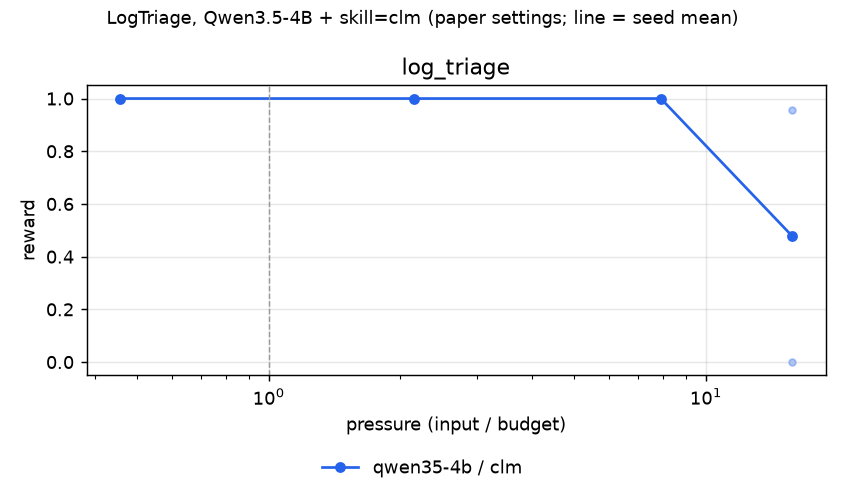 LogTriage, Qwen3.5-4B + skill=clm (paper settings; line = seed mean)
log_triage
1.0
0.8
0.6
0.4
0.2
0.0
reward
10⁰
10¹
pressure (input / budget)
qwen35-4b / clm